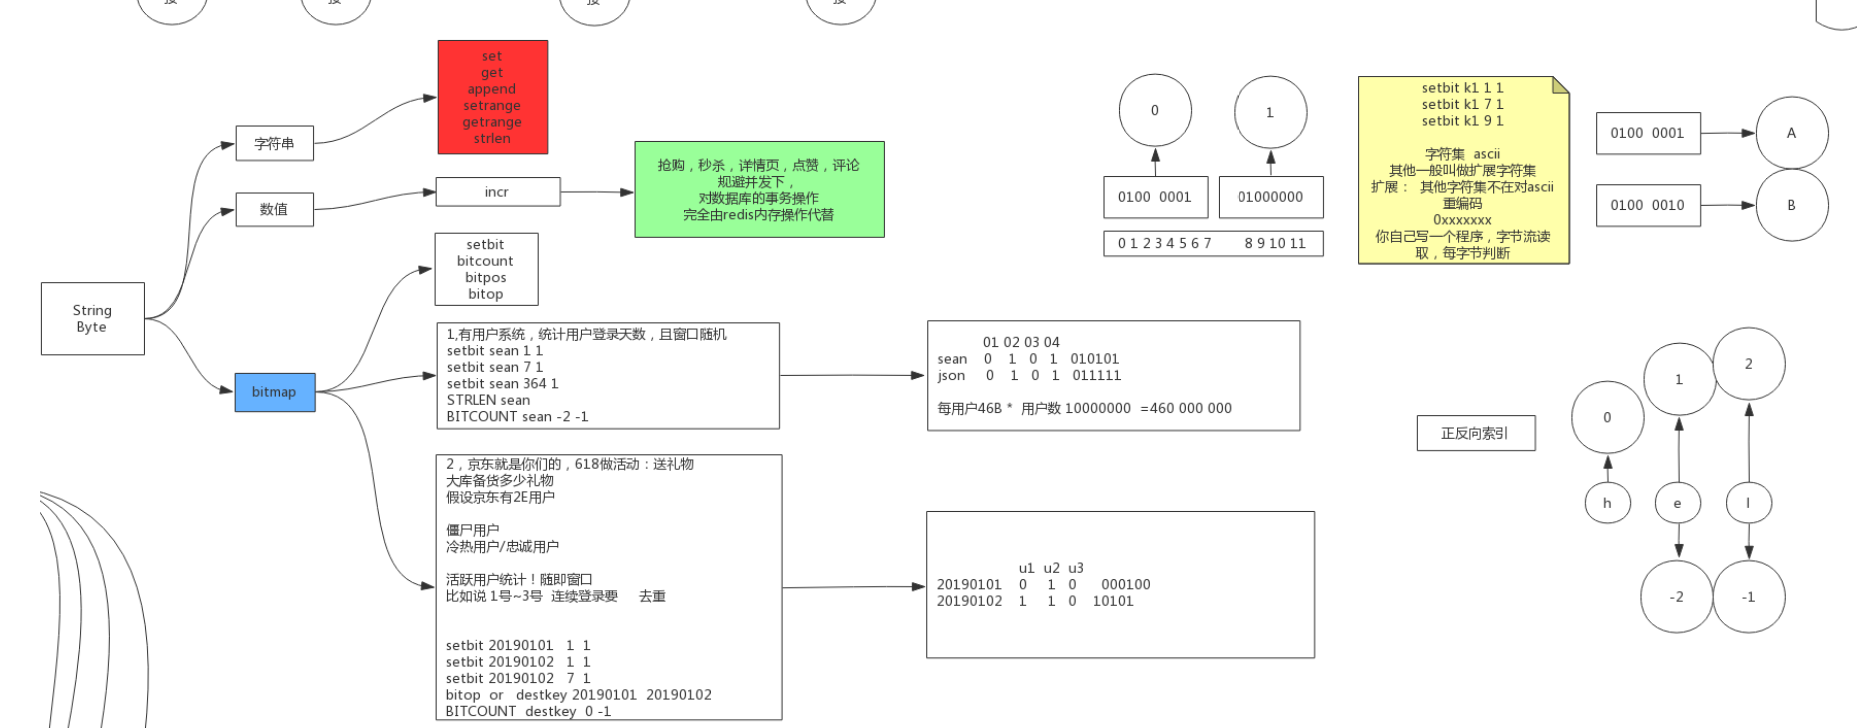 String
Byte
字符串
数值
bitmap
set
get
append
setrange
getrange
strlen
incr
抢购，秒杀，详情页，点赞，评论
规避并发下，
对数据库的事务操作
完全由redis内存操作代替
setbit
bitcount
bitpos
bitop
1,有用户系统，统计用户登录天数，且窗口随机
setbit sean 1 1
setbit sean 7 1
setbit sean 364 1
STRLEN sean
BITCOUNT sean -2 -1
01 02 03 04
sean 0 1 0 1 010101
json 0 1 0 1 011111
每用户46B * 用户数 10000000 =460 000 000
2，京东就是你们的，618做活动：送礼物
大库备货多少礼物
假设京东有2E用户
僵尸用户
冷热用户/忠诚用户
活跃用户统计！随即窗口
比如说 1号~3号 连续登录要 去重
setbit 20190101 1 1
setbit 20190102 1 1
setbit 20190102 7 1
bitop or destkey 20190101 20190102
BITCOUNT destkey 0 -1
u1 u2 u3
20190101 0 1 0 000100
20190102 1 1 0 10101
0
1
0100 0001
01000000
0 1 2 3 4 5 6 7 8 9 10 11
setbit k1 1 1
setbit k1 7 1
setbit k1 9 1
字符集 ascii
其他一般叫做扩展字符集
扩展： 其他字符集不在对ascii
重编码
0xxxxxxx
你自己写一个程序，字节流读
取，每字节判断
0100 0001
A
0100 0010
B
正反向索引
0
1
2
h
e
l
-2
-1